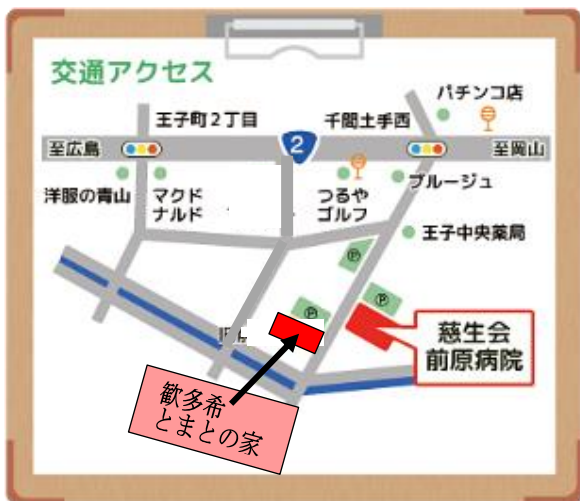 交通アクセス
パチンコ店
王子町2丁目
千間土手西
至広島
2
至岡山
洋服の青山
マクド
ナルド
つるや
ゴルフ
ブルージュ
王子中央薬局
P
P
P
慈生会
前原病院
歓多希
とまとの家